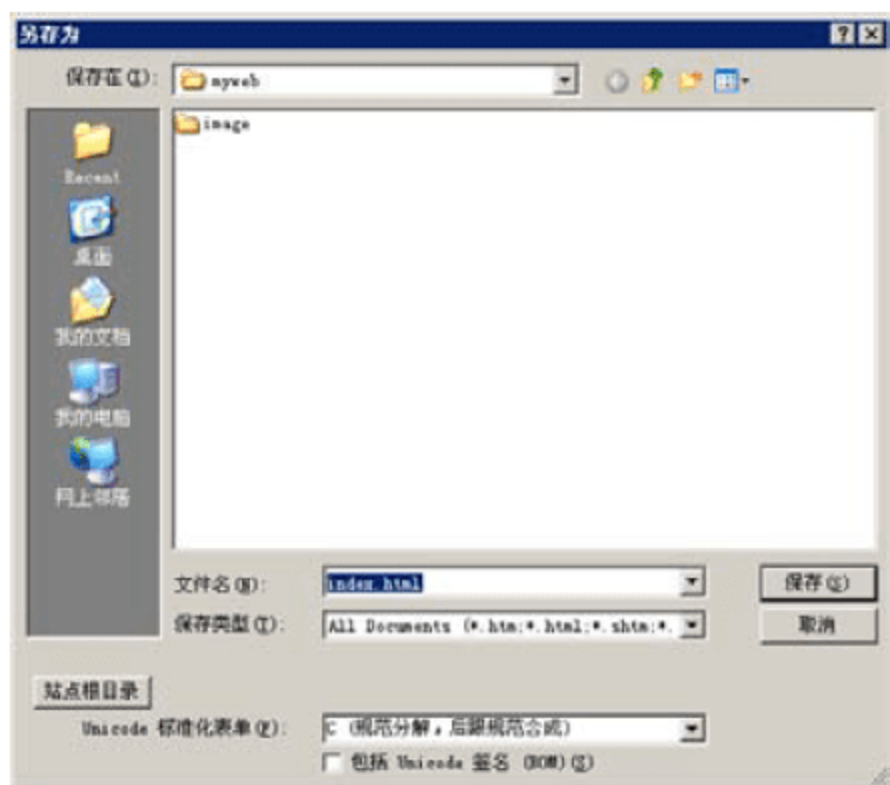 另存为
保存在(I):
myweb
image
Recent
桌面
我的文档
我的电脑
网上邻居
文件名(N):
index.html
保存(S)
保存类型(T):
All Documents (*.htm;*.html;*.shtm;*.
取消
站点根目录
Unicode 标准化表单(F):
C (规范分解，后跟规范合成)
包括 Unicode 签名 (BOM)(S)